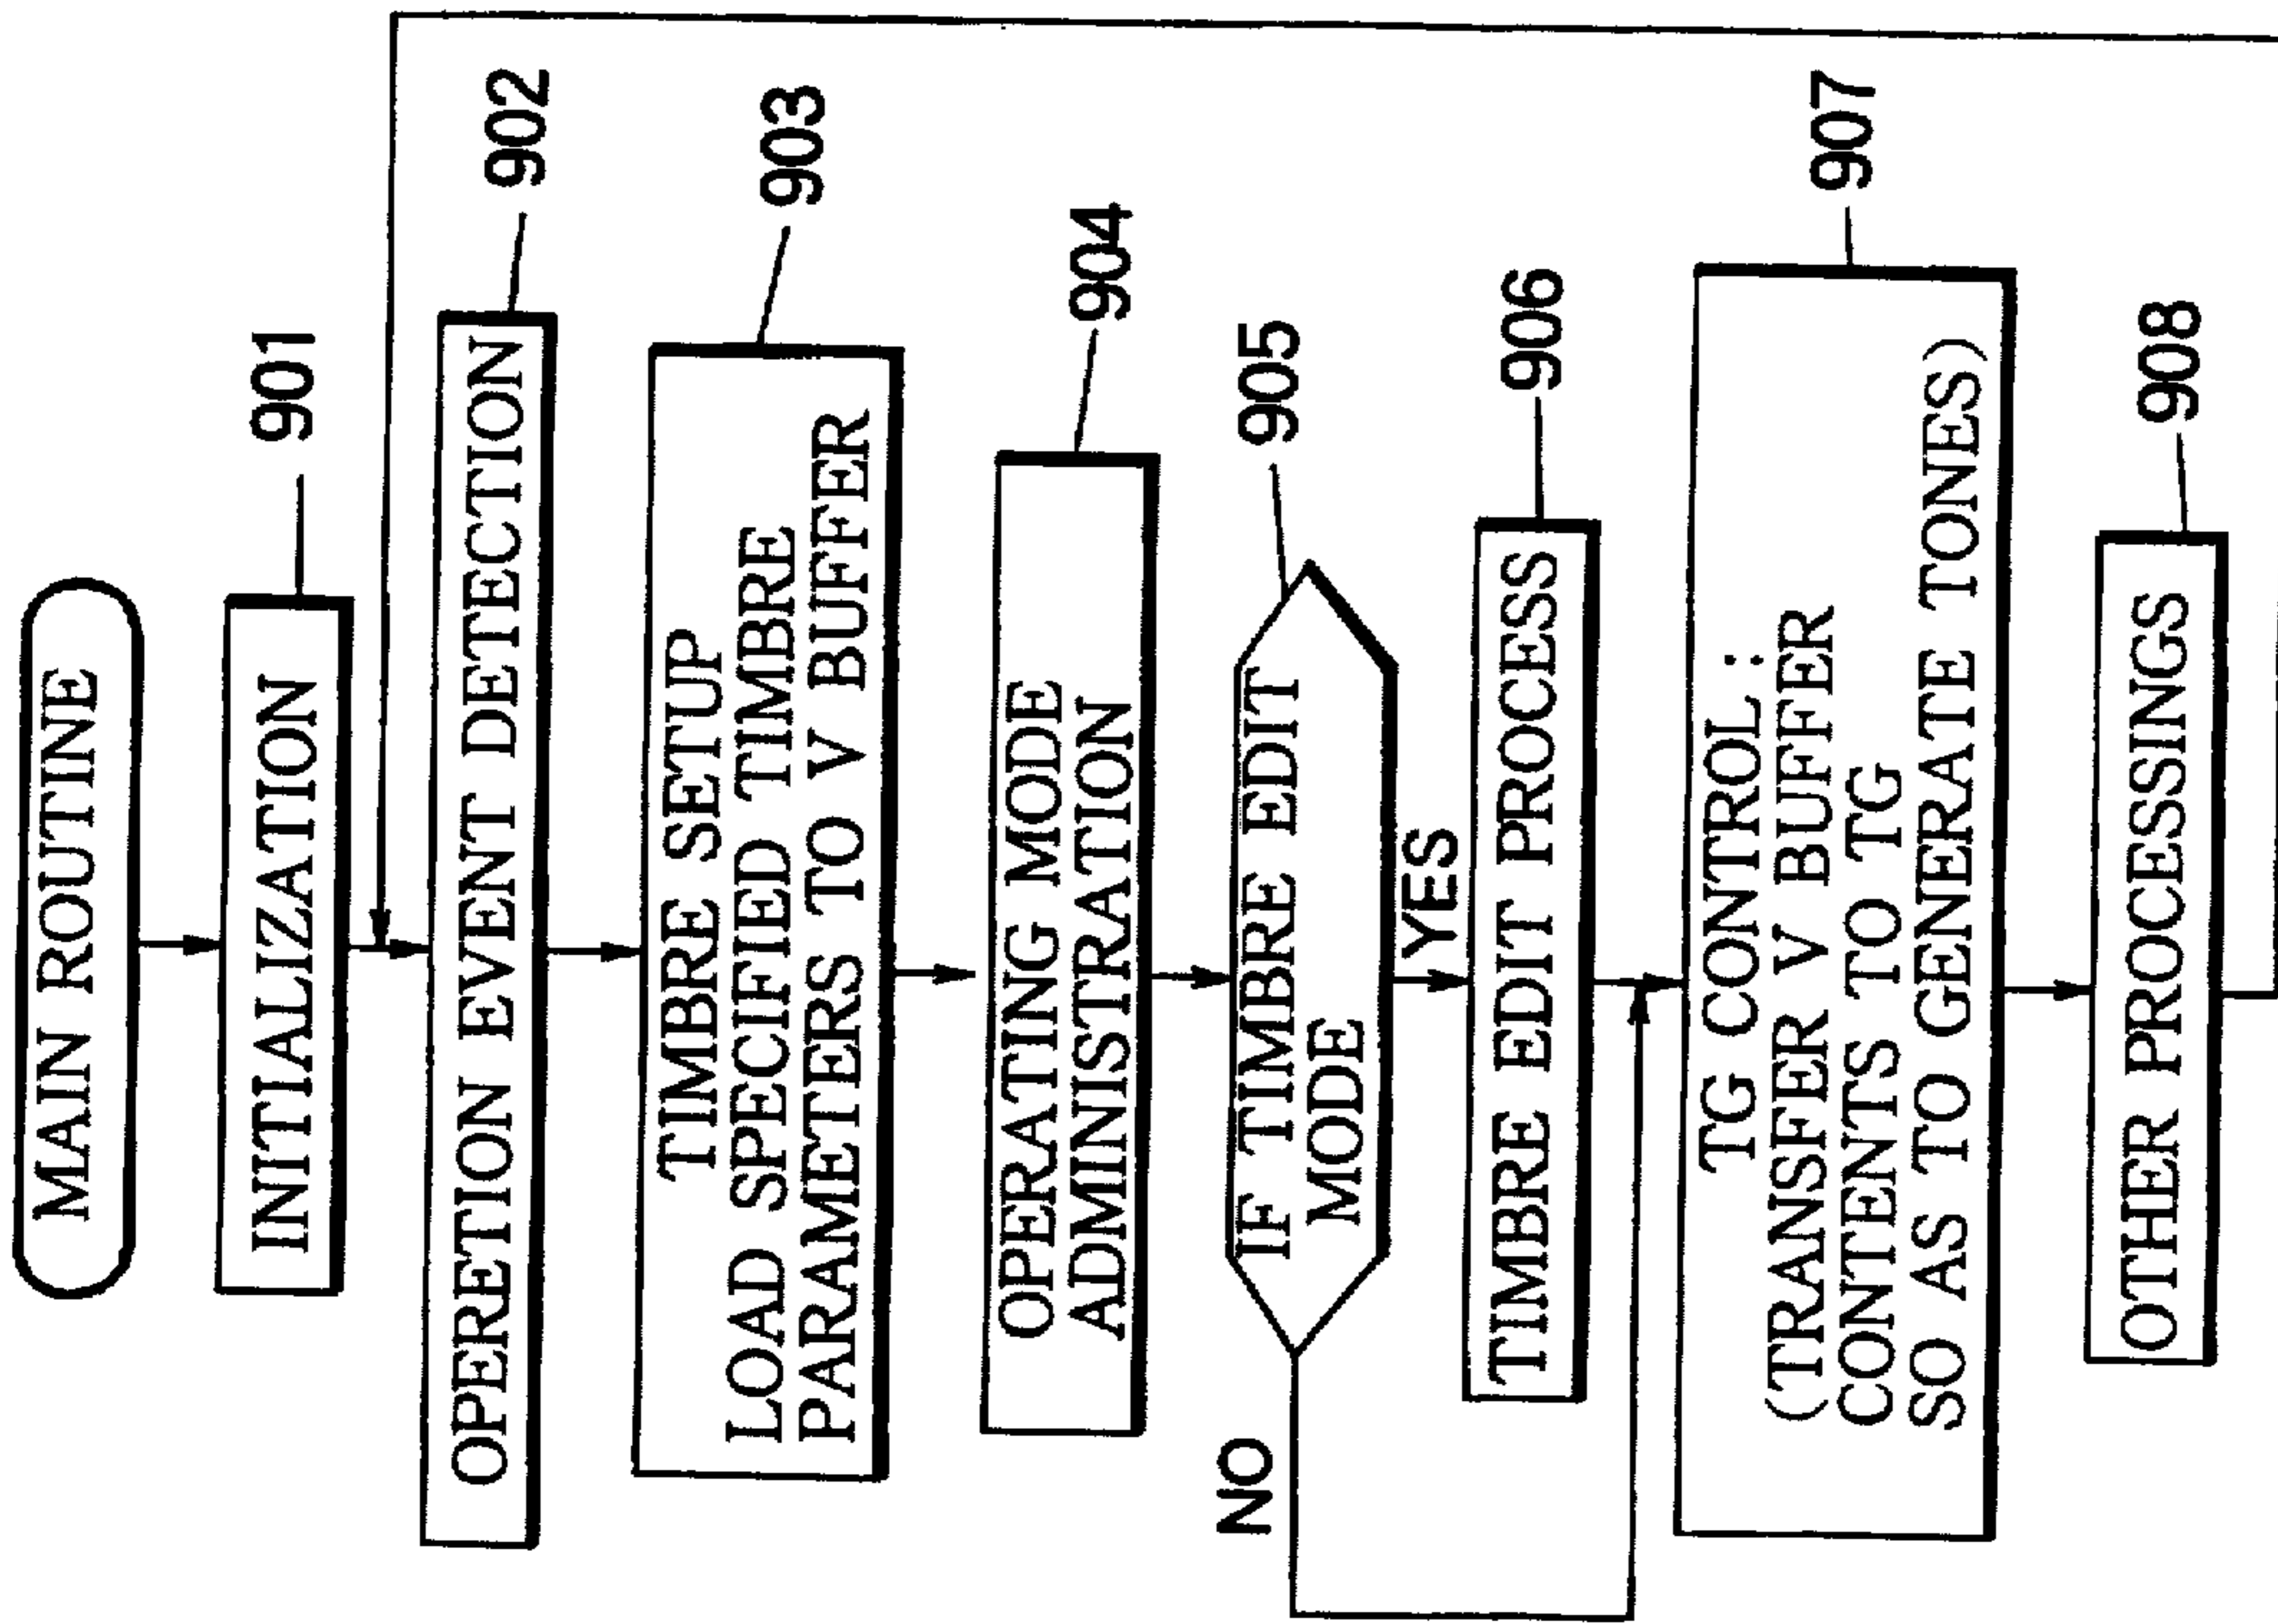 MAIN ROUTINE
INITIALIZATION
901
OPERETION EVENT DETECTION
902
TIMBRE SETUP
LOAD SPECIFIED TIMBRE
PARAMETERS TO V BUFFER
903
OPERATING MODE
ADMINISTRATION
904
IF TIMBRE EDIT
MODE
905
NO
YES
TIMBRE EDIT PROCESS
906
TG CONTROL :
(TRANSFER V BUFFER
CONTENTS TO TG
SO AS TO GENERATE TONES)
907
OTHER PROCESSINGS
908